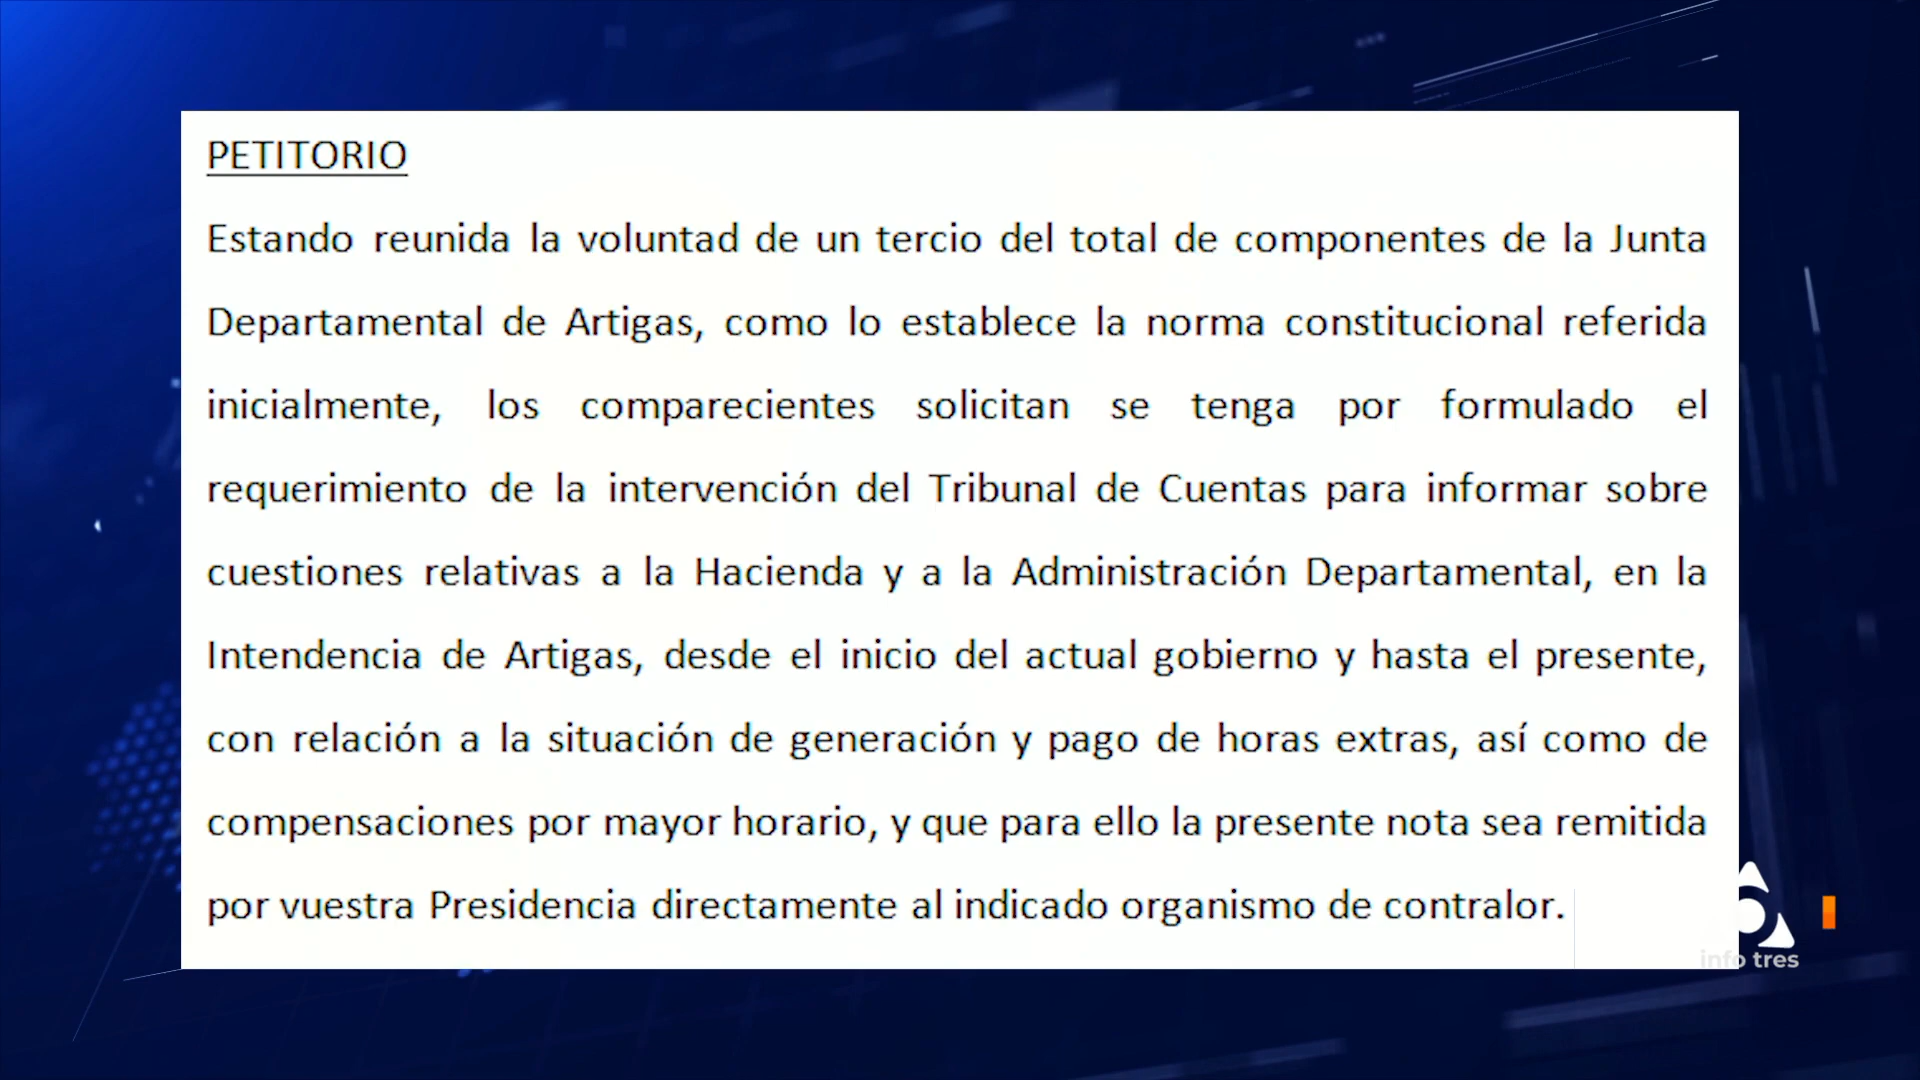 PETITORIO
Estando reunida la voluntad de un tercio del total de componentes de la Junta
Departamental de Artigas, como lo establece la norma constitucional referida
inicialmente, los comparecientes solicitan se tenga por formulado el
requerimiento de la intervención del Tribunal de Cuentas para informar sobre
cuestiones relativas a la Hacienda y a la Administración Departamental, en la
Intendencia de Artigas, desde el inicio del actual gobierno y hasta el presente,
con relación a la situación de generación y pago de horas extras, así como de
compensaciones por mayor horario, y que para ello la presente nota sea remitida
por vuestra Presidencia directamente al indicado organismo de contralor.
info tres